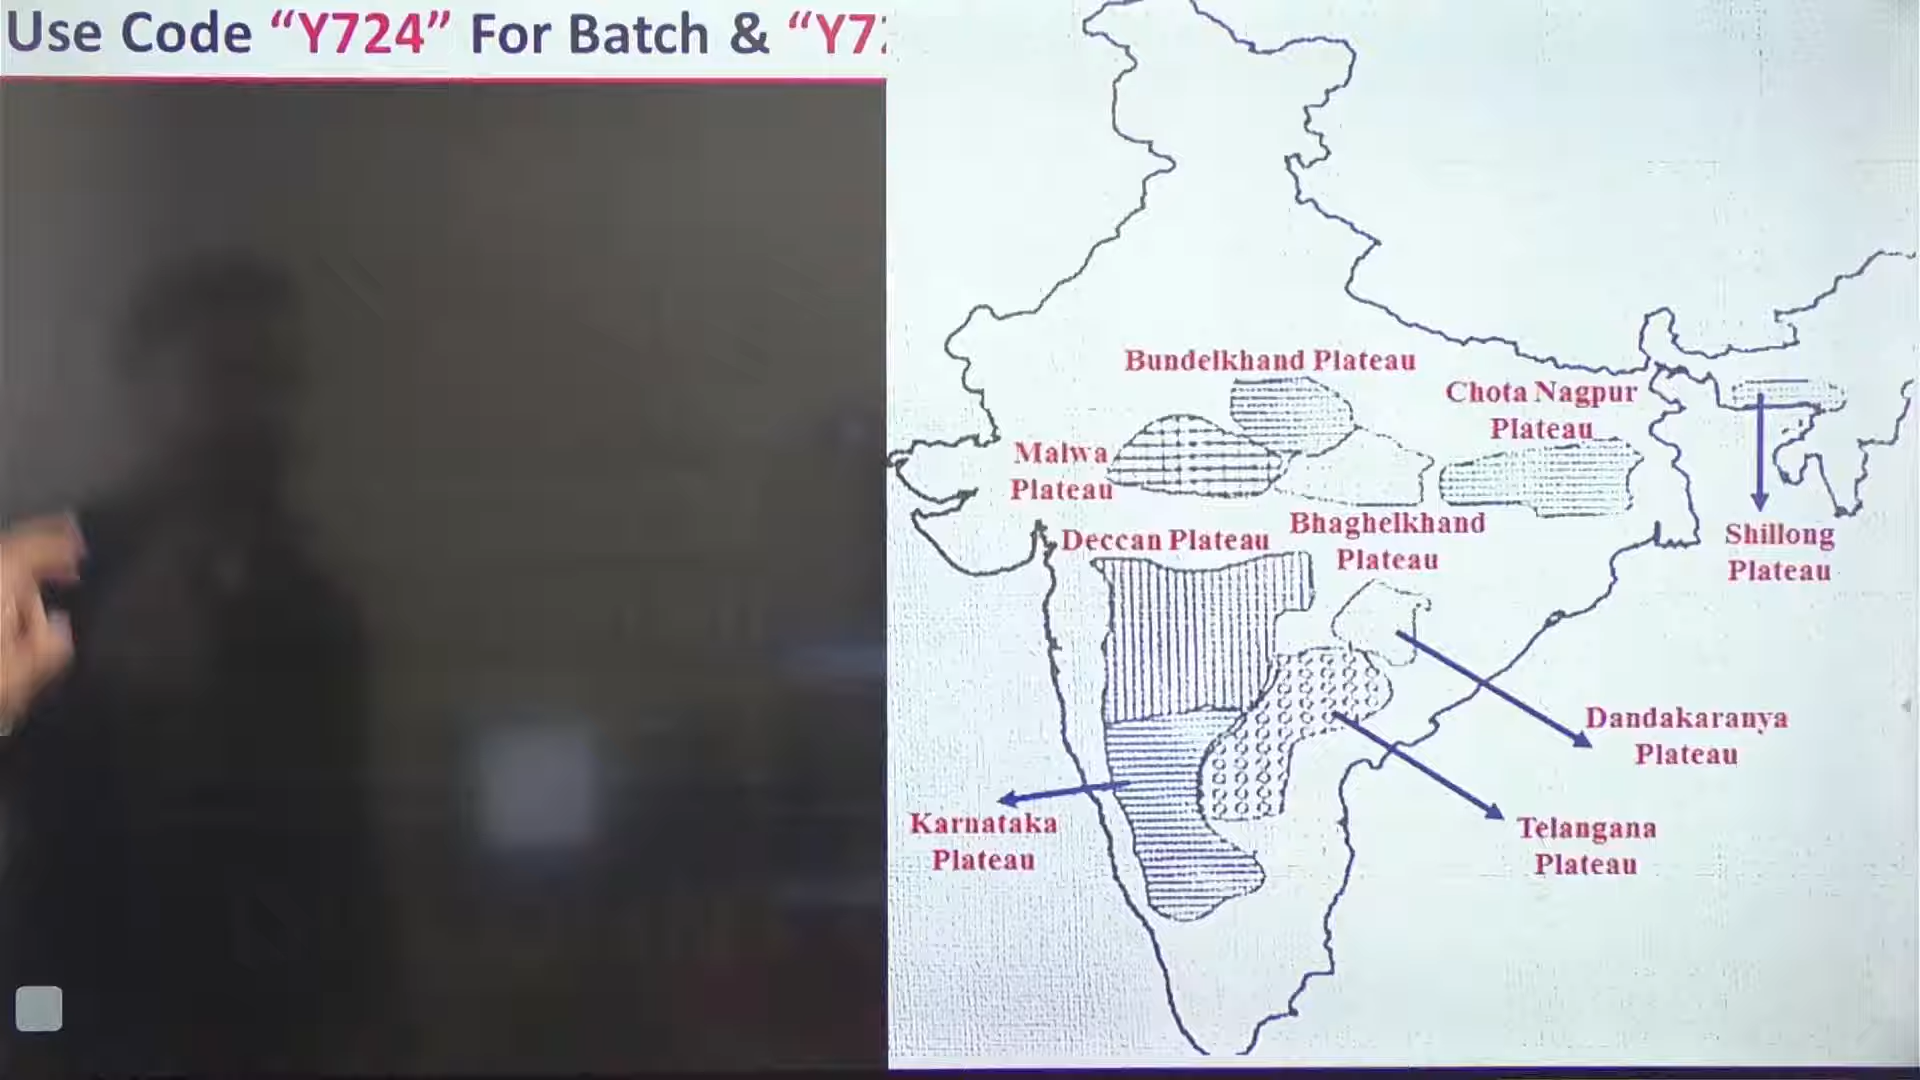 Use Code “Y724” For Batch & “Y7
Bundelkhand Plateau
Chota Nagpur
Plateau
Malwa
Plateau
Bhaghelkhand
Plateau
Deccan Plateau
Shillong
Plateau
Dandakaranya
Plateau
Telangana
Plateau
Karnataka
Plateau